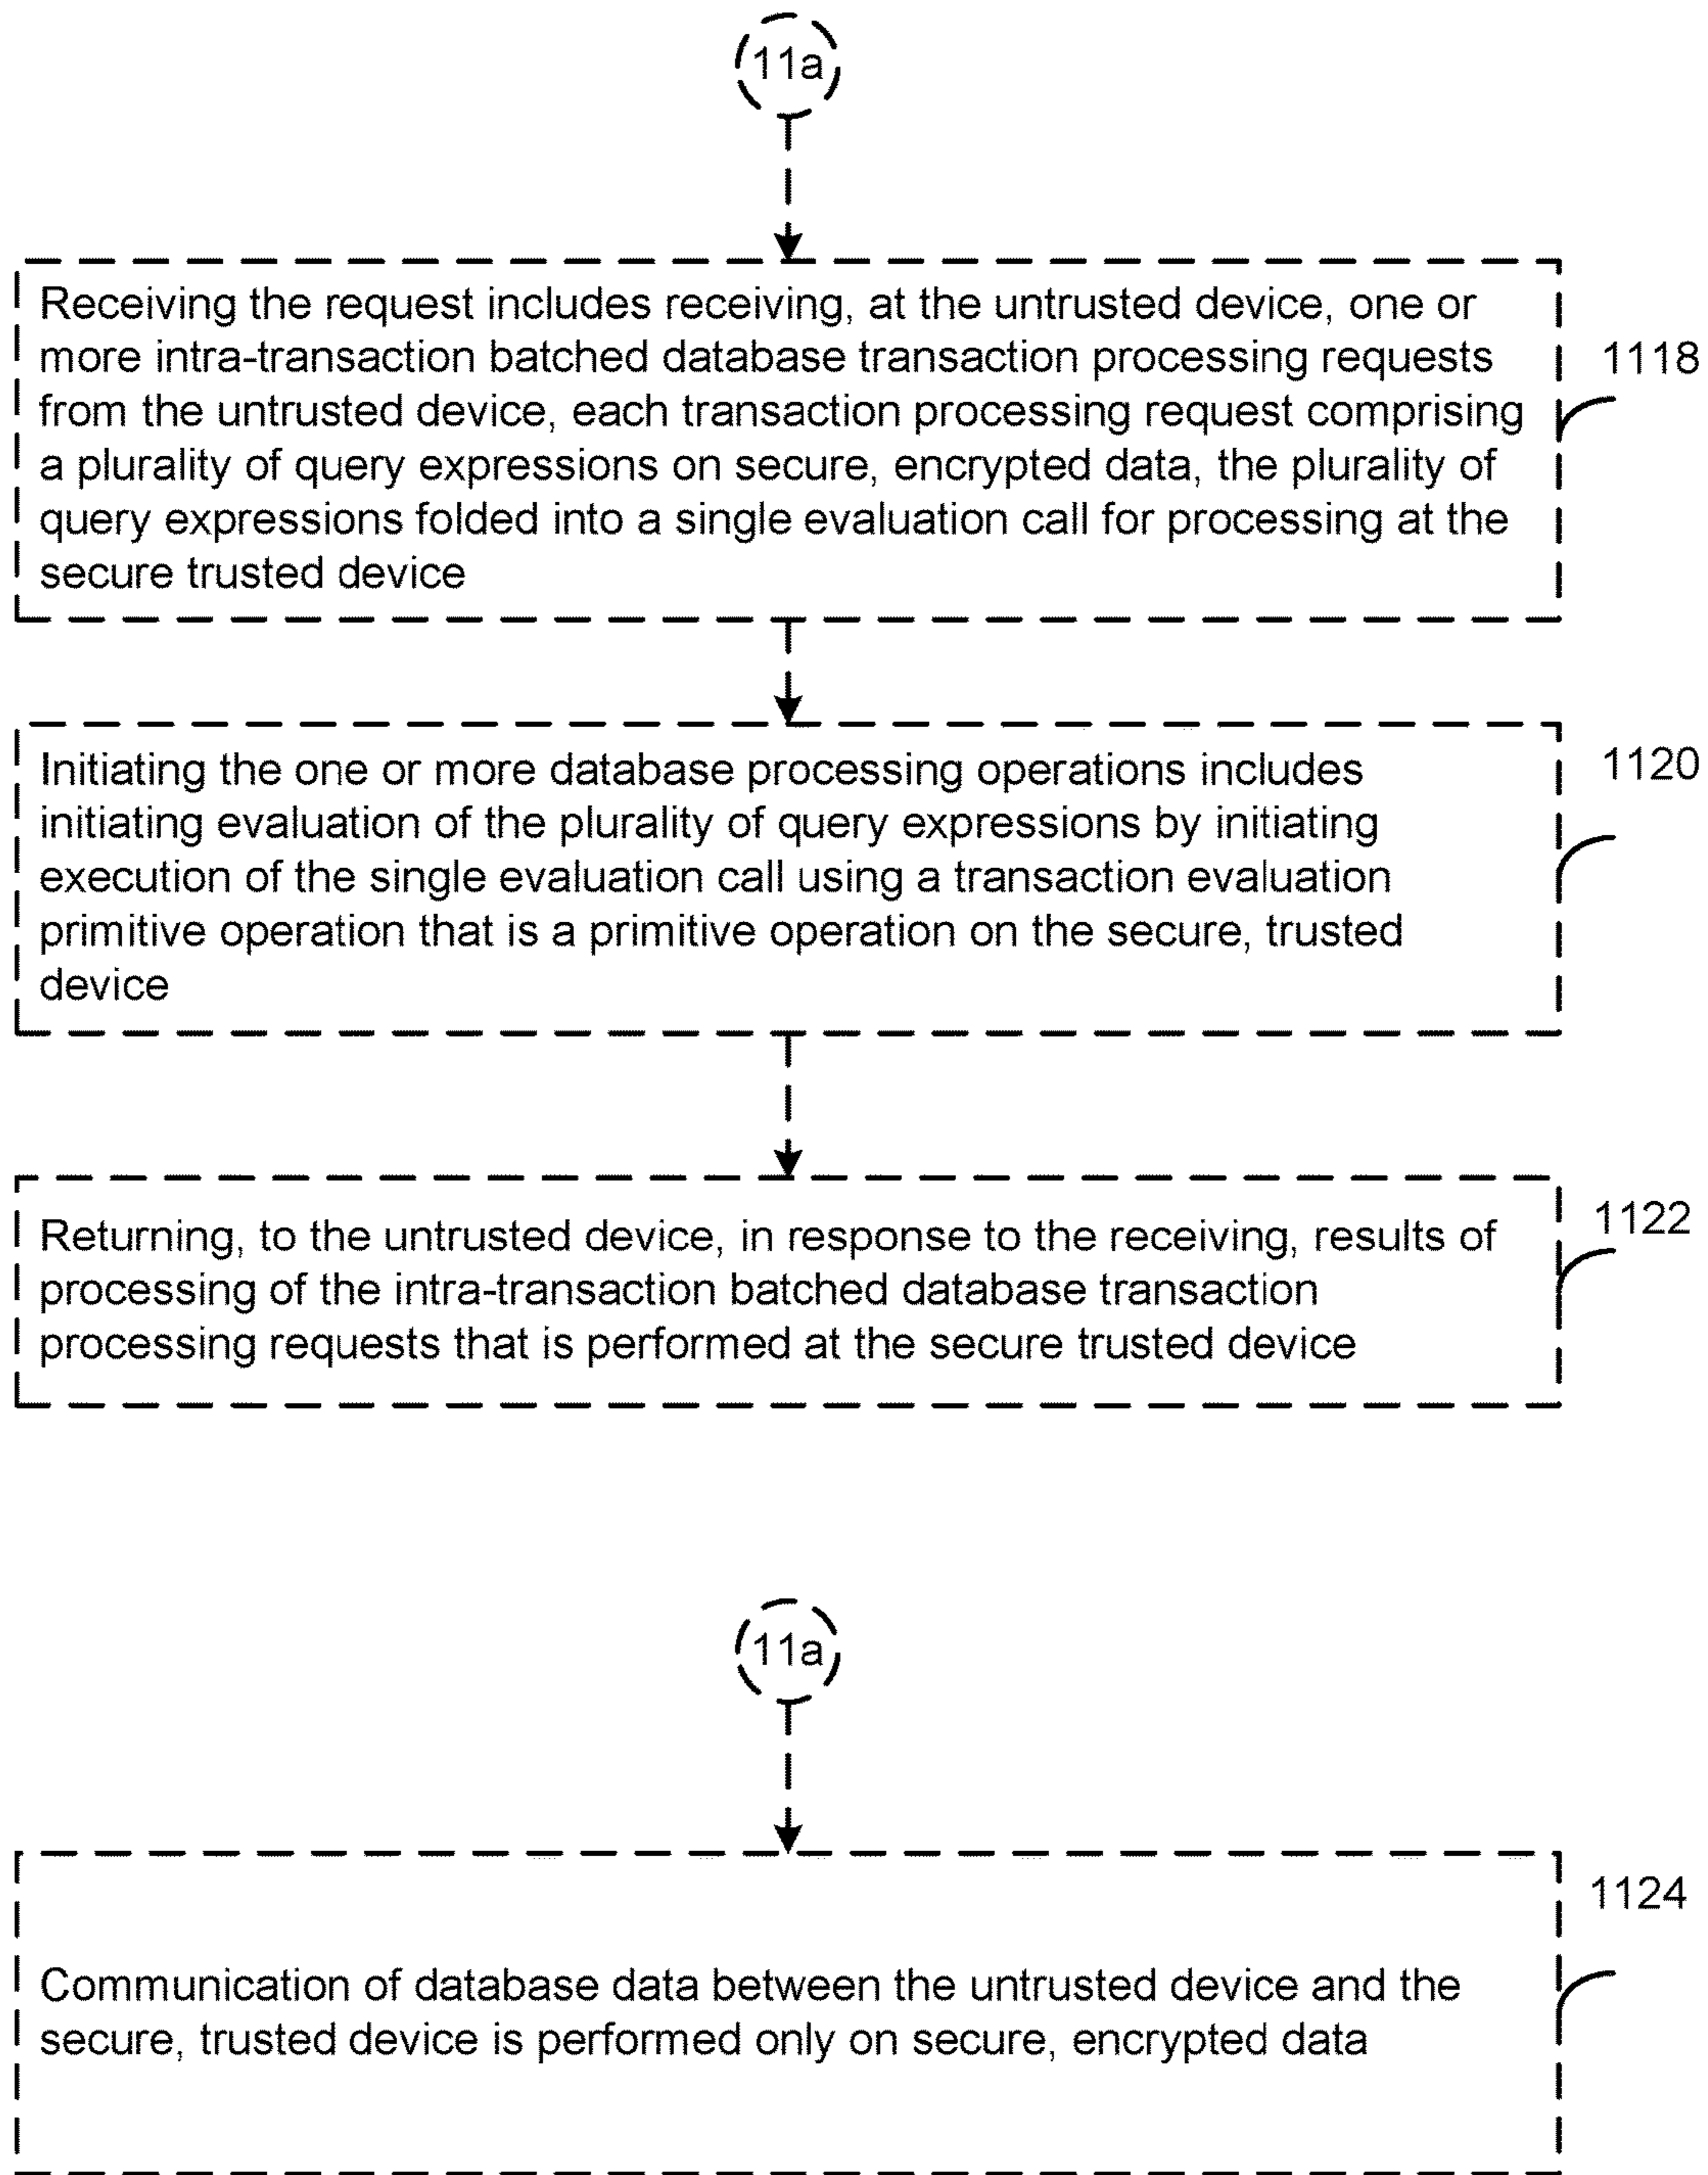 11a
Receiving the request includes receiving, at the untrusted device, one or
more intra-transaction batched database transaction processing requests
from the untrusted device, each transaction processing request comprising
a plurality of query expressions on secure, encrypted data, the plurality of
query expressions folded into a single evaluation call for processing at the
secure trusted device
1118
Initiating the one or more database processing operations includes
initiating evaluation of the plurality of query expressions by initiating
execution of the single evaluation call using a transaction evaluation
primitive operation that is a primitive operation on the secure, trusted
device
1120
Returning, to the untrusted device, in response to the receiving, results of
processing of the intra-transaction batched database transaction
processing requests that is performed at the secure trusted device
1122
11a
Communication of database data between the untrusted device and the
secure, trusted device is performed only on secure, encrypted data
1124